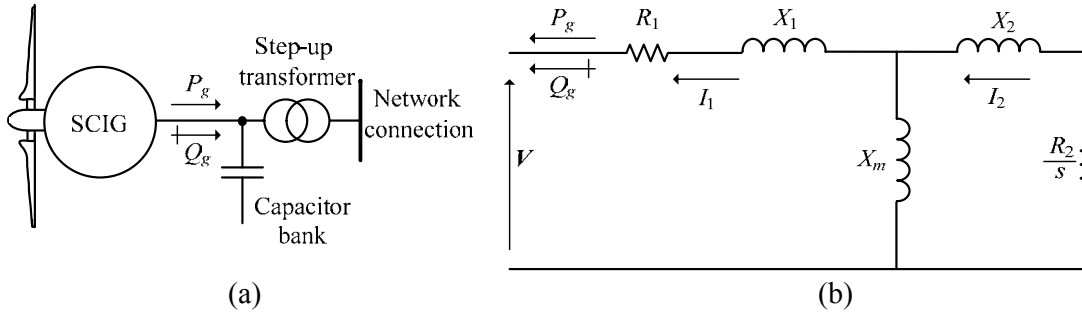 P_g
Q_g
SCIG
Step-up
transformer
Network
connection
Capacitor
bank
(a)
P_g
Q_g
R_1
X_1
X_2
I_1
I_2
V
X_m
R_2
s
(b)